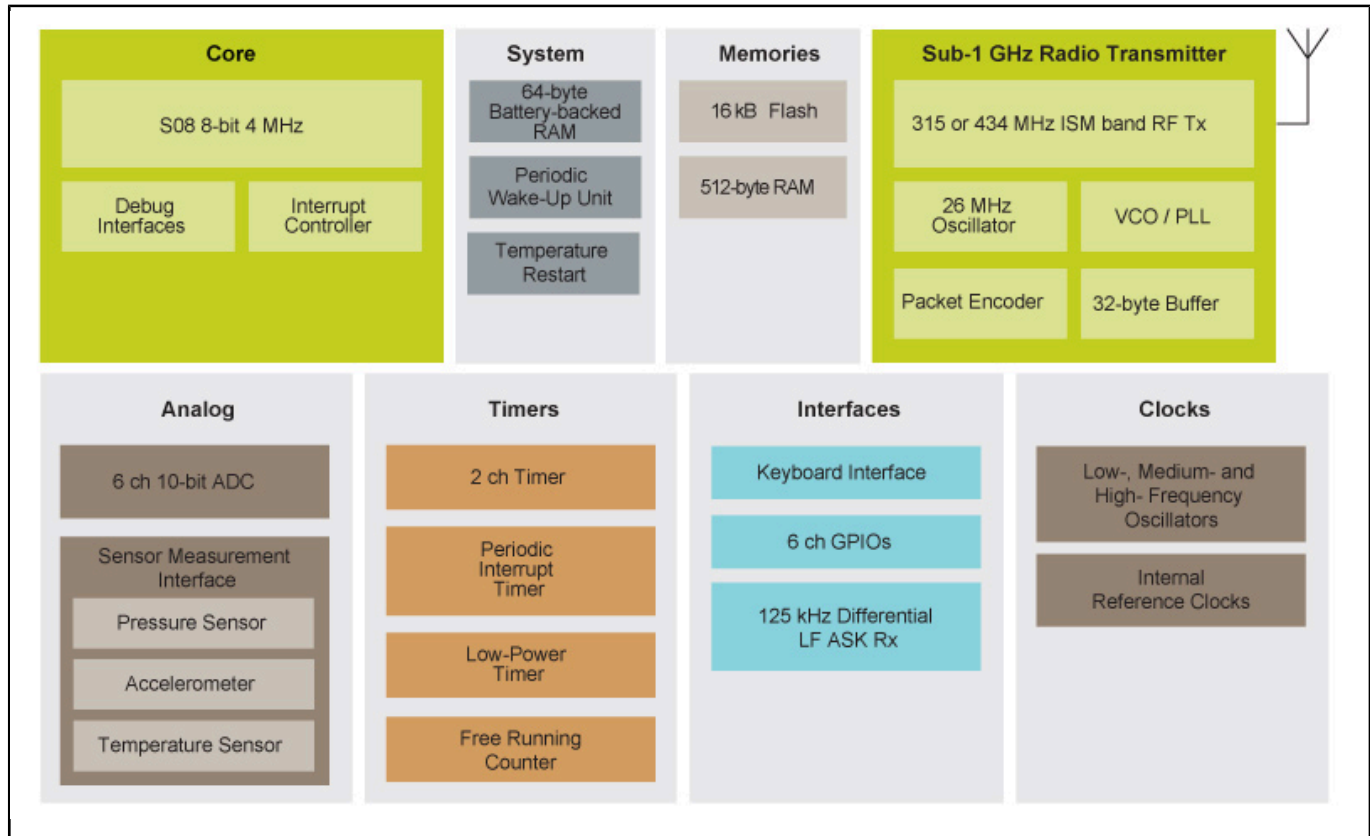 Core
S08 8-bit 4 MHz
Debug
Interfaces
Interrupt
Controller
System
64-byte
Battery-backed
RAM
Periodic
Wake-Up Unit
Temperature
Restart
Memories
16 kB Flash
512-byte RAM
Sub-1 GHz Radio Transmitter
315 or 434 MHz ISM band RF Tx
26 MHz
Oscillator
VCO / PLL
Packet Encoder
32-byte Buffer
Analog
6 ch 10-bit ADC
Sensor Measurement
Interface
Pressure Sensor
Accelerometer
Temperature Sensor
Timers
2 ch Timer
Periodic
Interrupt
Timer
Low-Power
Timer
Free Running
Counter
Interfaces
Keyboard Interface
6 ch GPIOs
125 kHz Differential
LF ASK Rx
Clocks
Low-, Medium- and
High- Frequency
Oscillators
Internal
Reference Clocks